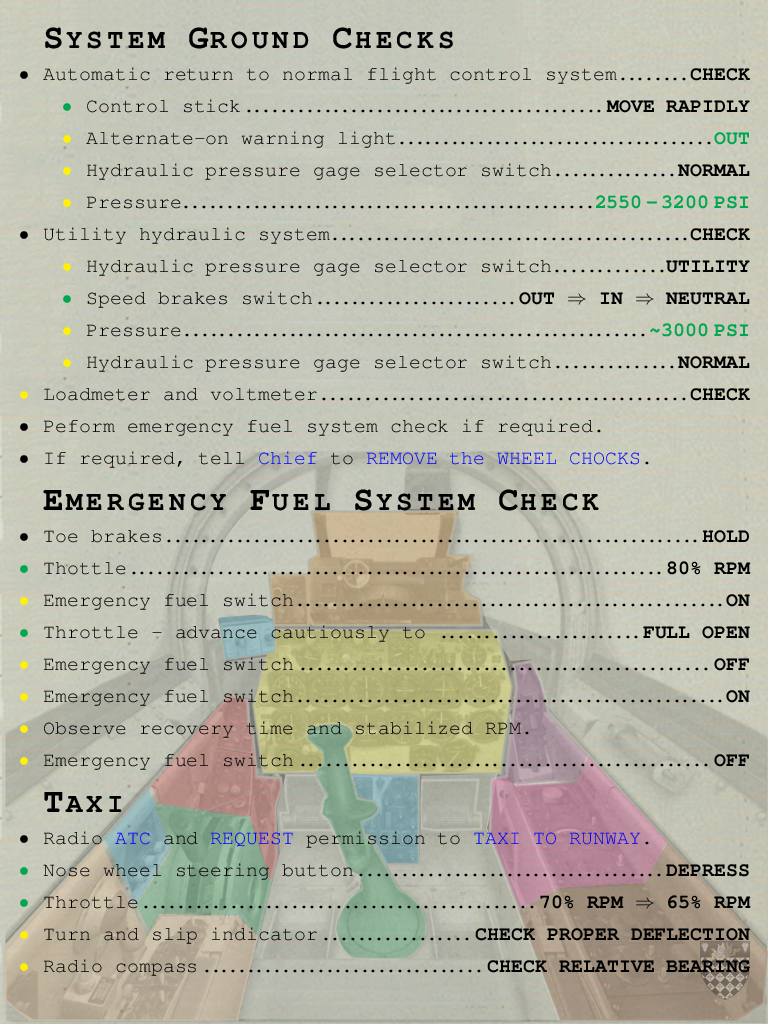 System Ground Checks
• Automatic return to normal flight control system........CHECK
• Control stick......................................MOVE RAPIDLY
• Alternate-on warning light..................................OUT
• Hydraulic pressure gage selector switch.............NORMAL
• Pressure...........................................2550-3200 PSI
• Utility hydraulic system......................................CHECK
• Hydraulic pressure gage selector switch............UTILITY
• Speed brakes switch.....................OUT ⇒ IN ⇒ NEUTRAL
• Pressure.................................................~3000 PSI
• Hydraulic pressure gage selector switch.............NORMAL
• Loadmeter and voltmeter.......................................CHECK
• Peform emergency fuel system check if required.
• If required, tell Chief to REMOVE the WHEEL CHOCKS.
Emergency Fuel System Check
• Toe brakes........................................................HOLD
• Thottle........................................................80% RPM
• Emergency fuel switch.............................................ON
• Throttle - advance cautiously to .....................FULL OPEN
• Emergency fuel switch...........................................OFF
• Emergency fuel switch.............................................ON
• Observe recovery time and stabilized RPM.
• Emergency fuel switch...........................................OFF
Taxi
• Radio ATC and REQUEST permission to TAXI TO RUNWAY.
• Nose wheel steering button................................DEPRESS
• Throttle.........................................70% RPM ⇒ 65% RPM
• Turn and slip indicator................CHECK PROPER DEFLECTION
• Radio compass.............................CHECK RELATIVE BEARING